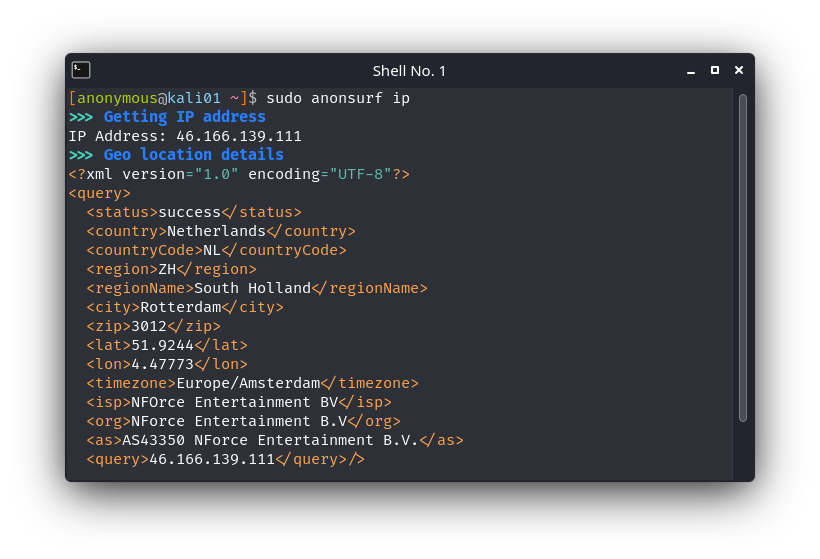 Shell No. 1
[anonymous@kali01 ~]$ sudo anonsurf ip
>>> Getting IP address
IP Address: 46.166.139.111
>>> Geo location details
<?xml version="1.0" encoding="UTF-8"?>
<query>
  <status>success</status>
  <country>Netherlands</country>
  <countryCode>NL</countryCode>
  <region>ZH</region>
  <regionName>South Holland</regionName>
  <city>Rotterdam</city>
  <zip>3012</zip>
  <lat>51.9244</lat>
  <lon>4.47773</lon>
  <timezone>Europe/Amsterdam</timezone>
  <isp>NFOrce Entertainment BV</isp>
  <org>NForce Entertainment B.V</org>
  <as>AS43350 NForce Entertainment B.V.</as>
  <query>46.166.139.111</query>/>